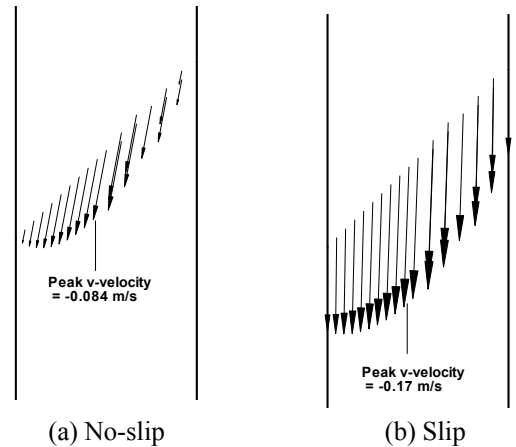 Peak v-velocity
= -0.084 m/s
Peak v-velocity
= -0.17 m/s
(a) No-slip
(b) Slip